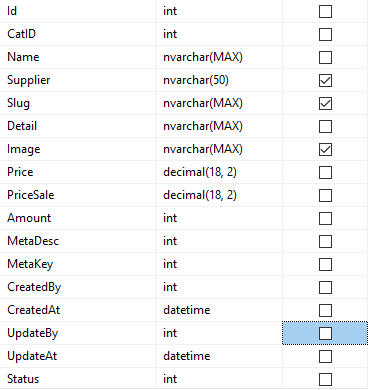 Id int
CatID int
Name nvarchar(MAX)
Supplier nvarchar(50)
Slug nvarchar(MAX)
Detail nvarchar(MAX)
Image nvarchar(MAX)
Price decimal(18, 2)
PriceSale decimal(18, 2)
Amount int
MetaDesc int
MetaKey int
CreatedBy int
CreatedAt datetime
UpdateBy int
UpdateAt datetime
Status int